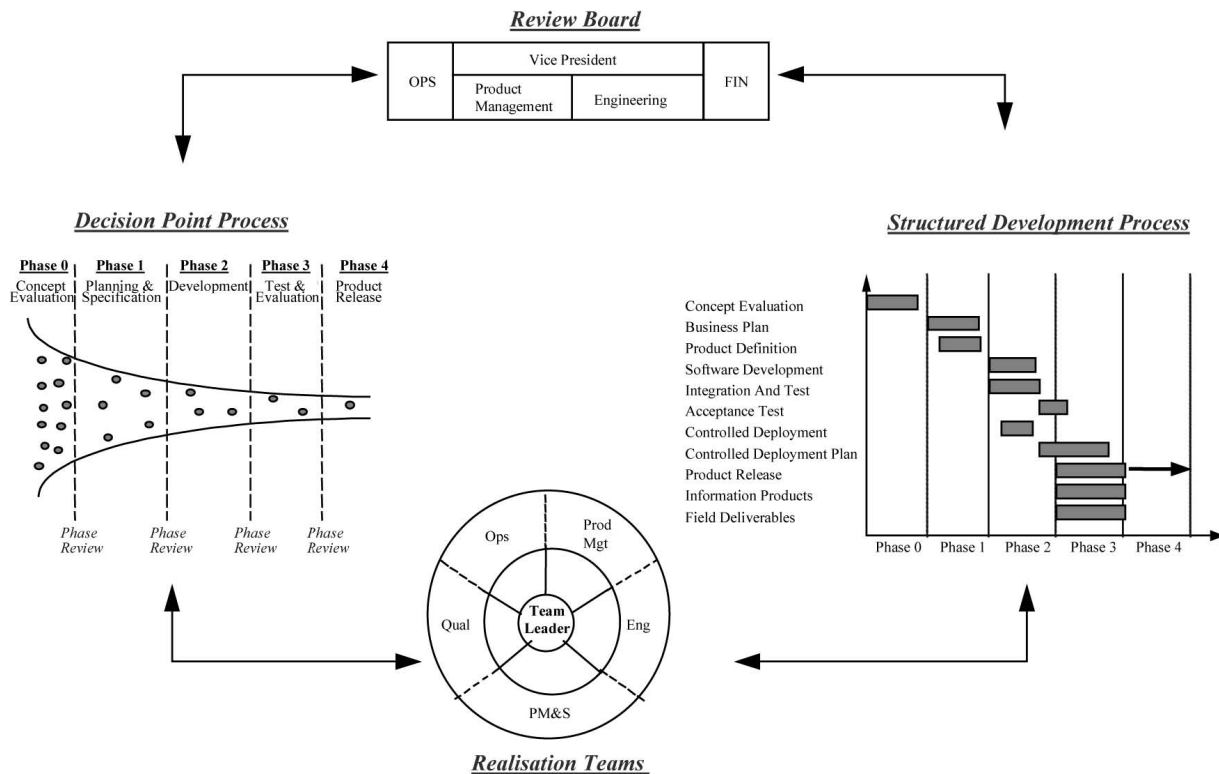 Review Board
OPS
Vice President
Product
Management
Engineering
FIN
Decision Point Process
Phase 0
Concept
Evaluation
Phase 1
Planning &
Specification
Phase 2
Development
Phase 3
Test &
Evaluation
Phase 4
Product
Release
Phase
Review
Phase
Review
Phase
Review
Phase
Review
Structured Development Process
Concept Evaluation
Business Plan
Product Definition
Software Development
Integration And Test
Acceptance Test
Controlled Deployment
Controlled Deployment Plan
Product Release
Information Products
Field Deliverables
Phase 0
Phase 1
Phase 2
Phase 3
Phase 4
Ops
Prod
Mgt
Qual
Team
Leader
Eng
PM&S
Realisation Teams